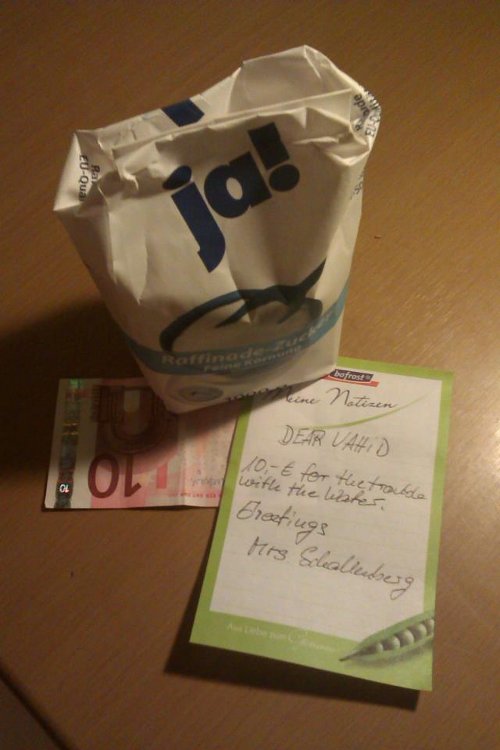 ja!
Raffinade-Zucker
Feine Körnung
bofrost*
Meine Notizen
DEAR VAHID
10,- € for the trouble
with the water.
Greetings
Mrs Schallenberg
Aus Liebe zum
10
10
EU-Qua